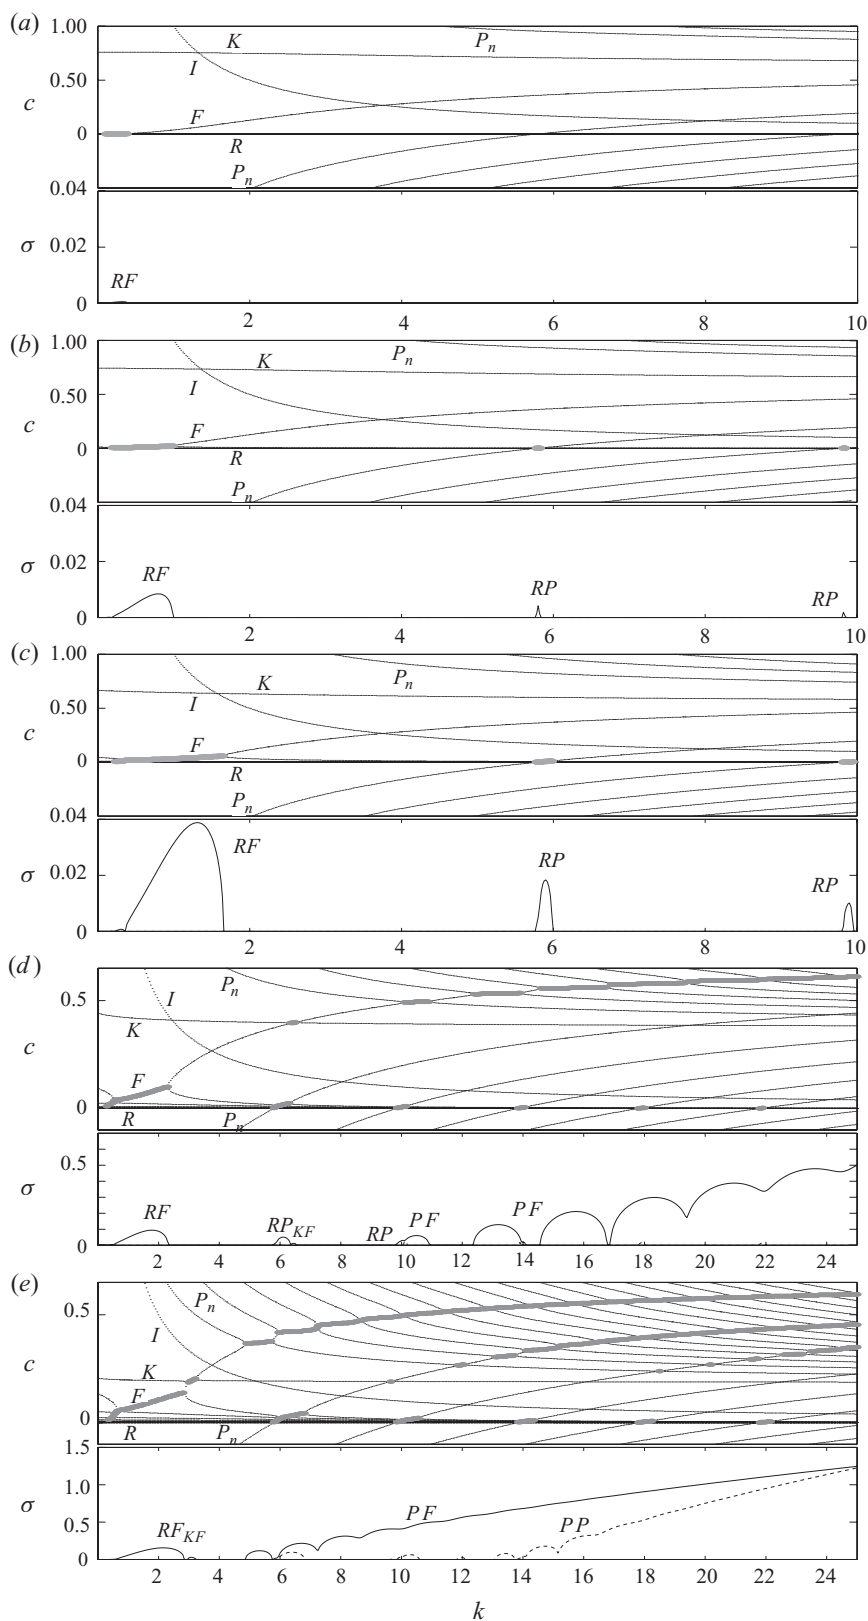 (a) 1.00
K
P_n
I
0.50
c
F
0
R
P_n
0.04
σ 0.02
RF
0
2 4 6 8 10
(b) 1.00
K
P_n
I
c 0.50
F
0
R
P_n
0.04
σ 0.02
RF
RP
RP
0
2 4 6 8 10
(c) 1.00
K
P_n
I
c 0.50
F
0
R
P_n
0.04
σ 0.02
RF
RP
RP
0
2 4 6 8 10
(d)
P_n
I
0.5
K
c
F
0
R
P_n
σ 0.5
RF
RP_KF
RP
PF
PF
0
2 4 6 8 10 12 14 16 18 20 22 24
(e)
P_n
0.5
I
c
K
F
0
R
P_n
1.5
1.0
σ 0.5
RF_KF
PF
PP
0
2 4 6 8 10 12 14 16 18 20 22 24
k